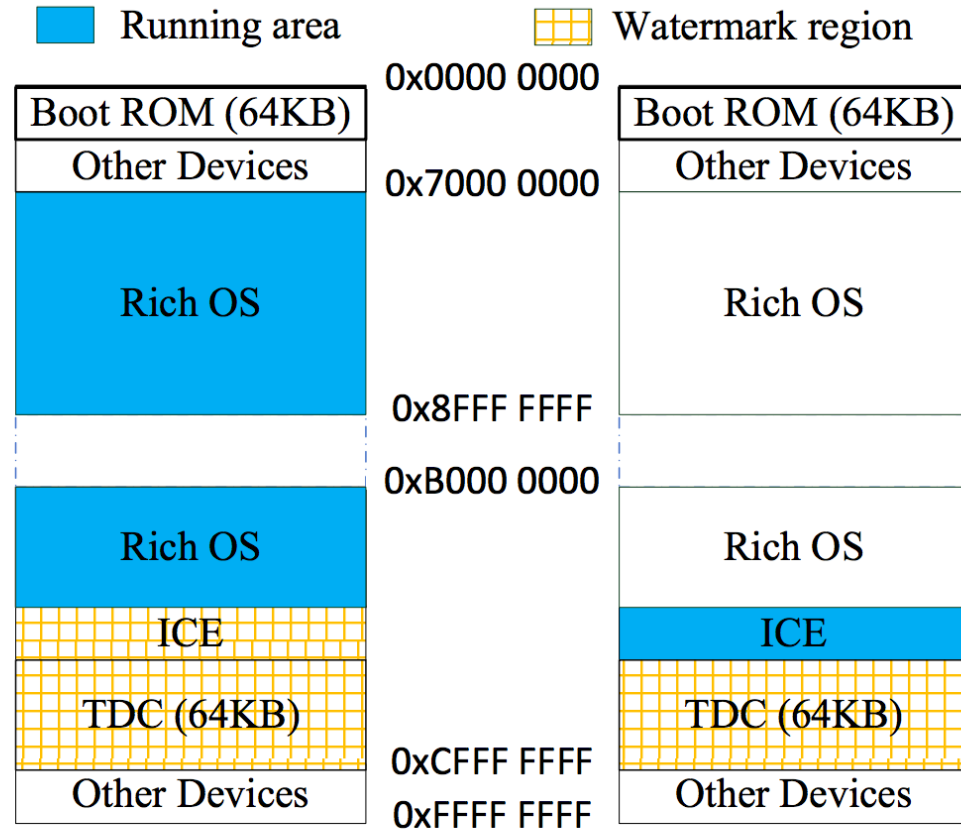 Running area
Watermark region
0x0000 0000
Boot ROM (64KB)
Boot ROM (64KB)
Other Devices
Other Devices
0x7000 0000
Rich OS
Rich OS
0x8FFF FFFF
0xB000 0000
Rich OS
Rich OS
ICE
ICE
TDC (64KB)
TDC (64KB)
0xCFFF FFFF
Other Devices
Other Devices
0xFFFF FFFF